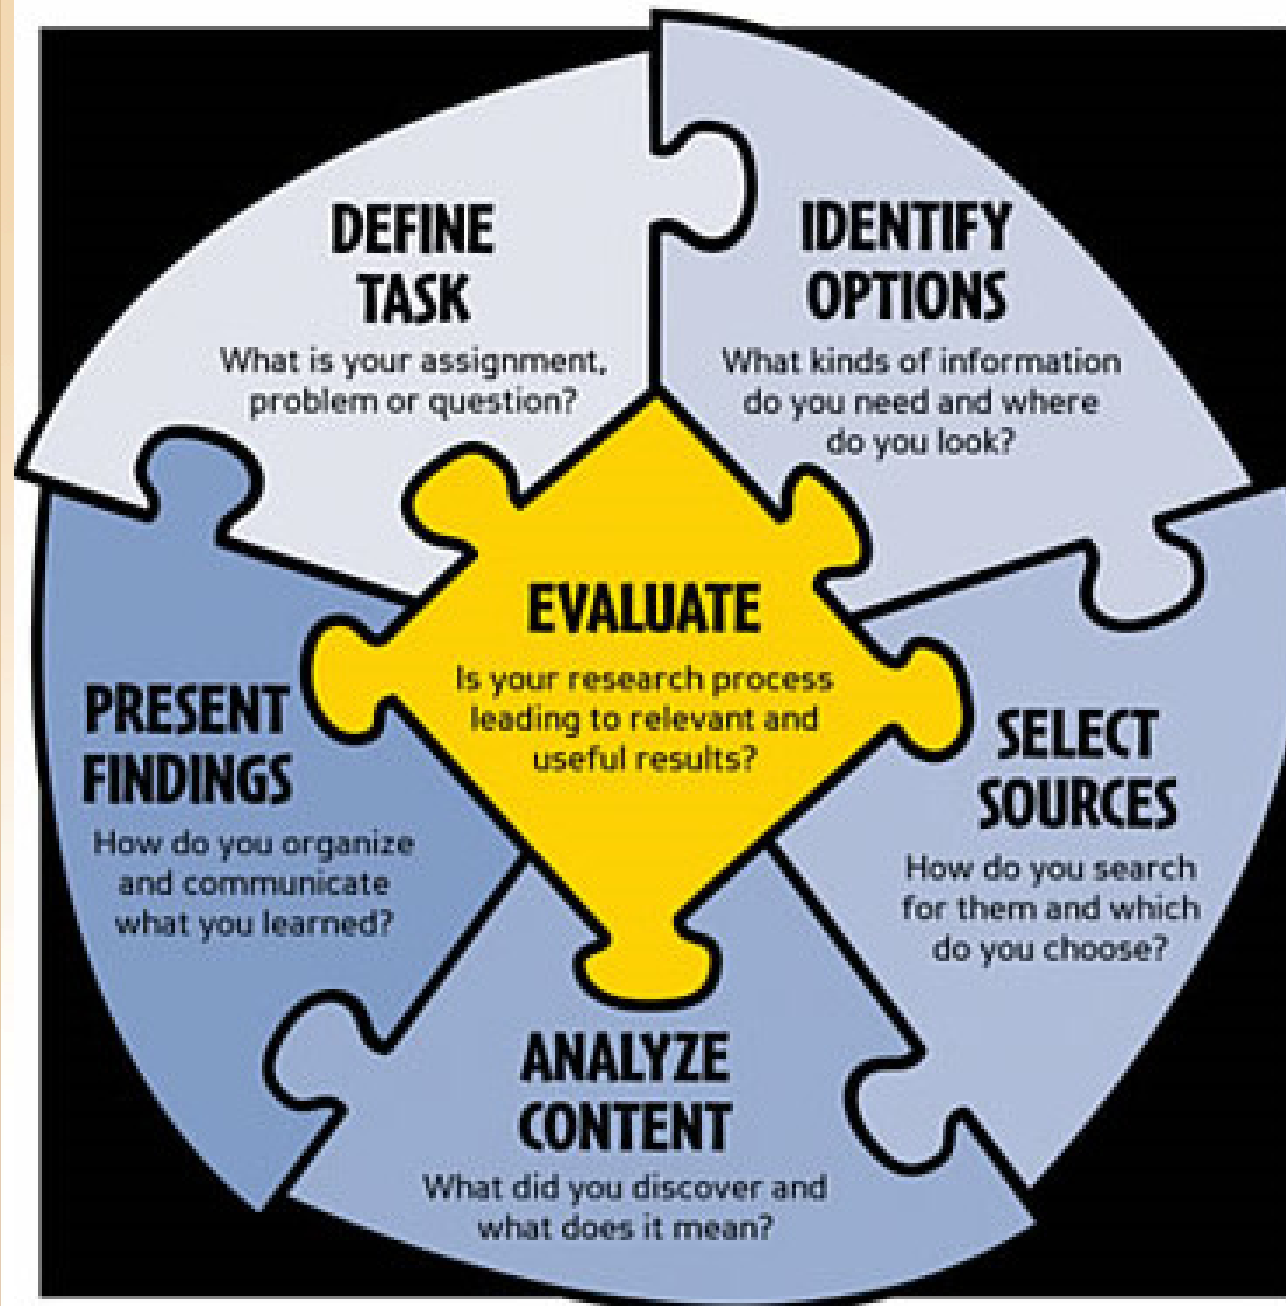 DEFINE
TASK
What is your assignment,
problem or question?
IDENTIFY
OPTIONS
What kinds of information
do you need and where
do you look?
EVALUATE
Is your research process
leading to relevant and
useful results?
SELECT
SOURCES
How do you search
for them and which
do you choose?
ANALYZE
CONTENT
What did you discover and
what does it mean?
PRESENT
FINDINGS
How do you organize
and communicate
what you learned?